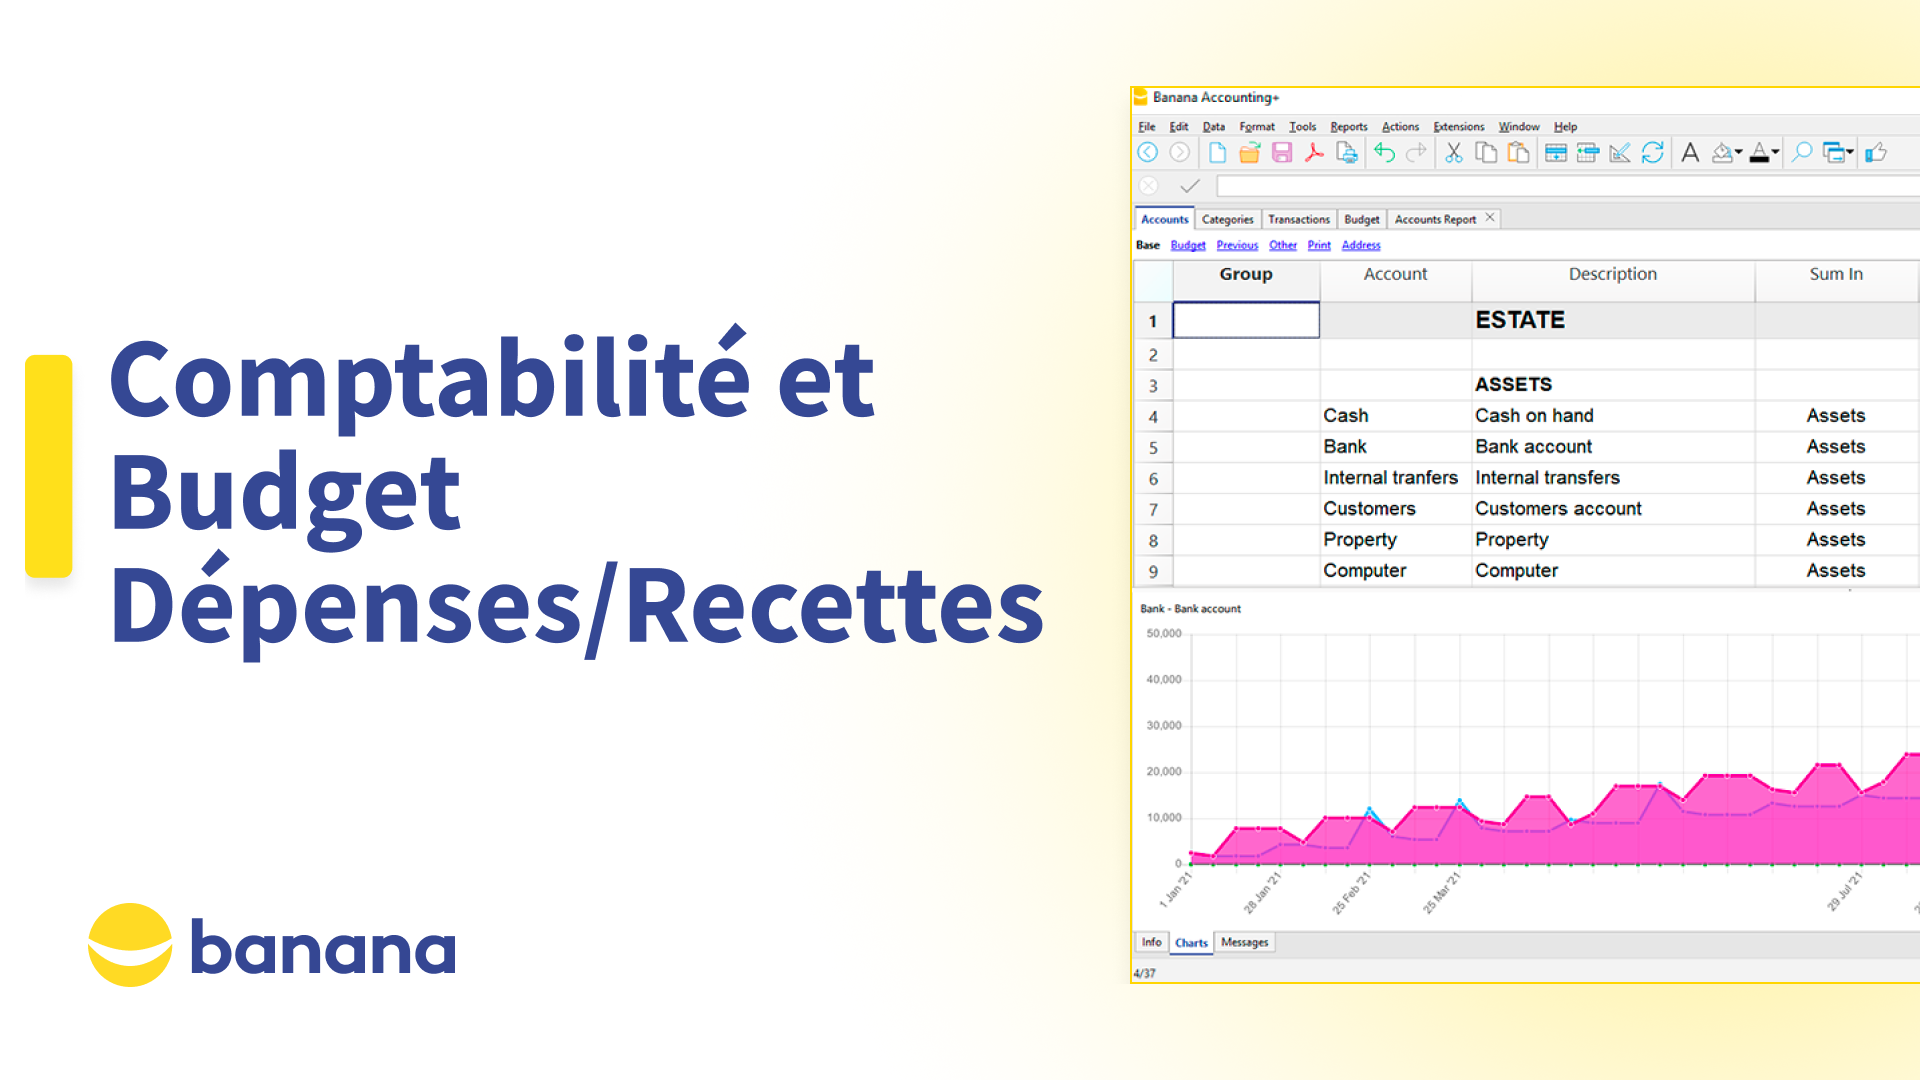 Comptabilité et
Budget
Dépenses/Recettes
banana
Banana Accounting+
File Edit Data Format Tools Reports Actions Extensions Window Help
Accounts Categories Transactions Budget Accounts Report
Base Budget Previous Other Print Address
Group Account Description Sum In
1 ESTATE
2
3 ASSETS
4 Cash Cash on hand Assets
5 Bank Bank account Assets
6 Internal tranfers Internal transfers Assets
7 Customers Customers account Assets
8 Property Property Assets
9 Computer Computer Assets
Bank - Bank account
50,000
40,000
30,000
20,000
10,000
0
1 Jan '21 28 Jan '21 25 Feb '21 25 Mar '21 29 Jul '21
Info Charts Messages
4/37